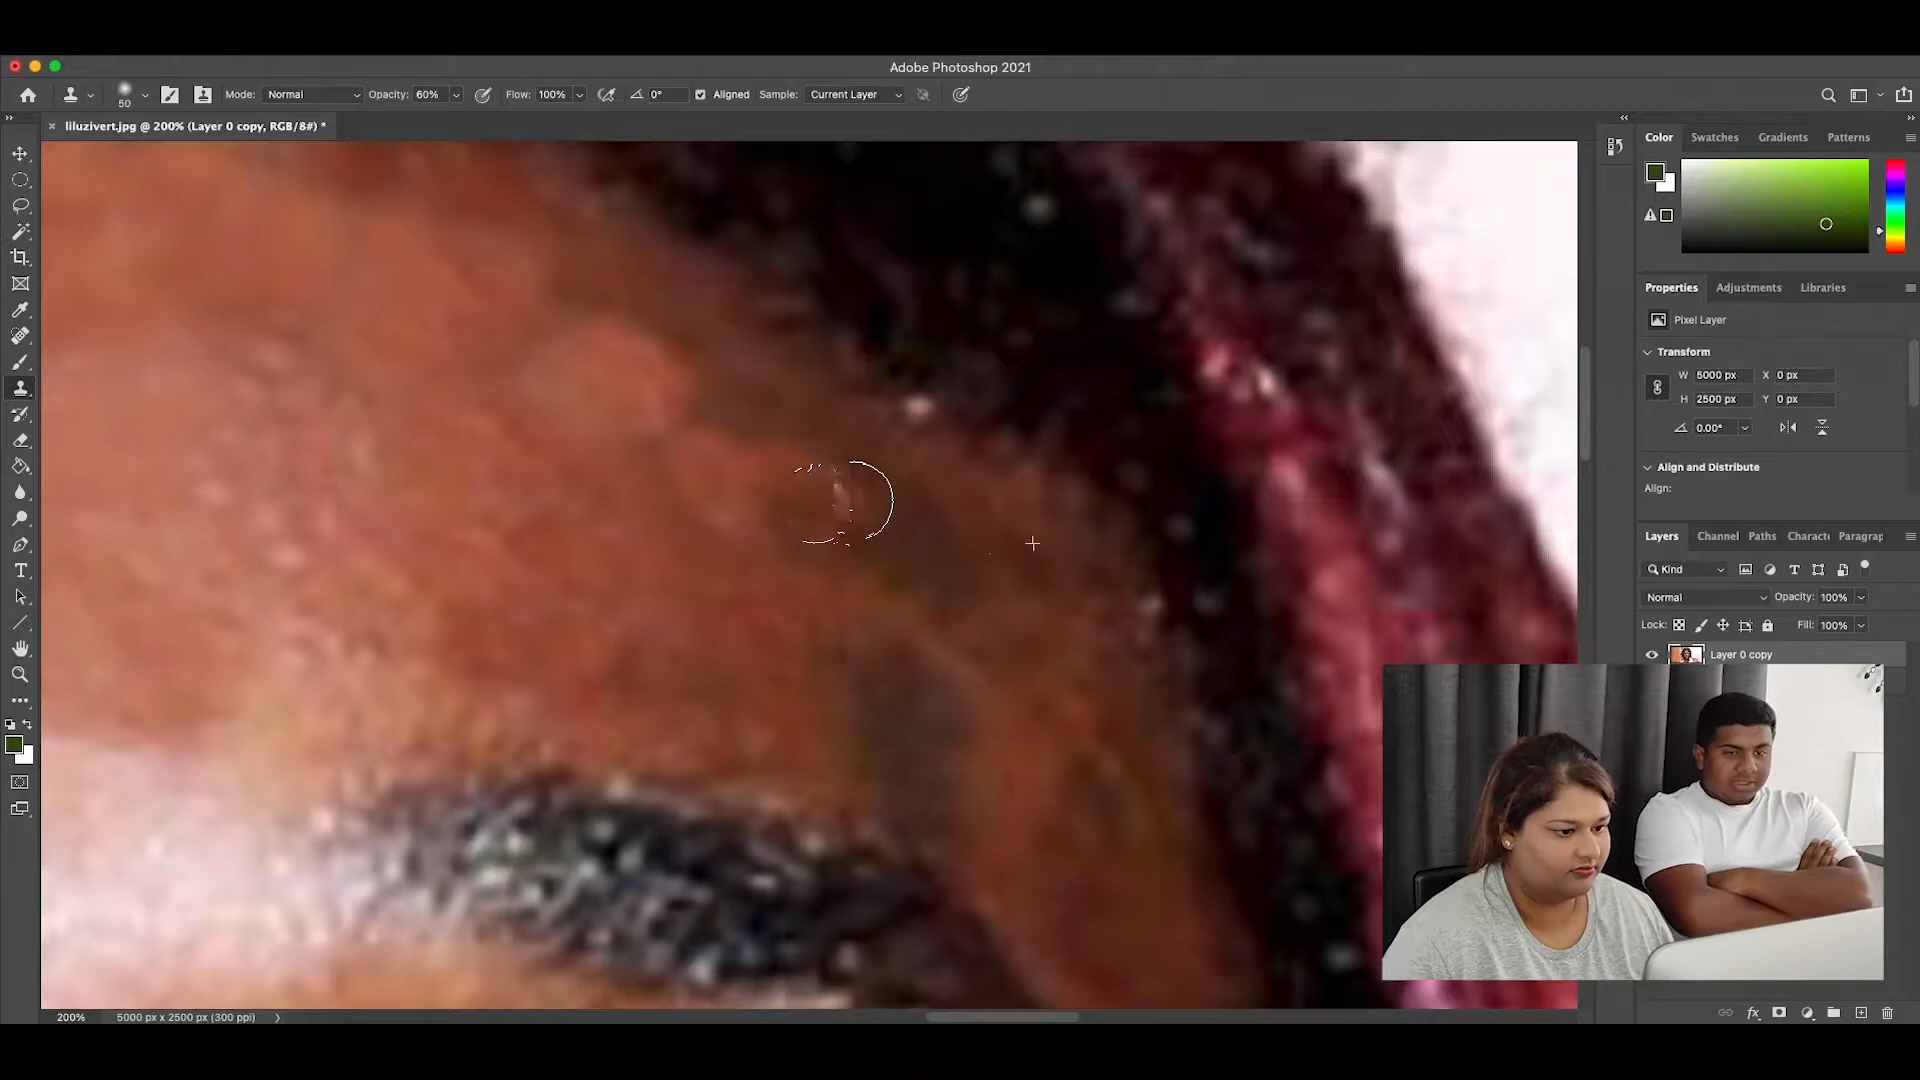 Adobe Photoshop 2021
50 Mode: Normal Opacity: 60% Flow: 100% 0° Aligned Sample: Current Layer
liluzivert.jpg @ 200% (Layer 0 copy, RGB/8#) *
Color Swatches Gradients Patterns
Properties Adjustments Libraries
Pixel Layer
Transform
W 5000 px X 0 px
H 2500 px Y 0 px
0.00°
Align and Distribute
Align:
Layers Channel Paths Characte Paragrap
Kind
Normal Opacity: 100%
Lock: Fill: 100%
Layer 0 copy
200% 5000 px x 2500 px (300 ppi)